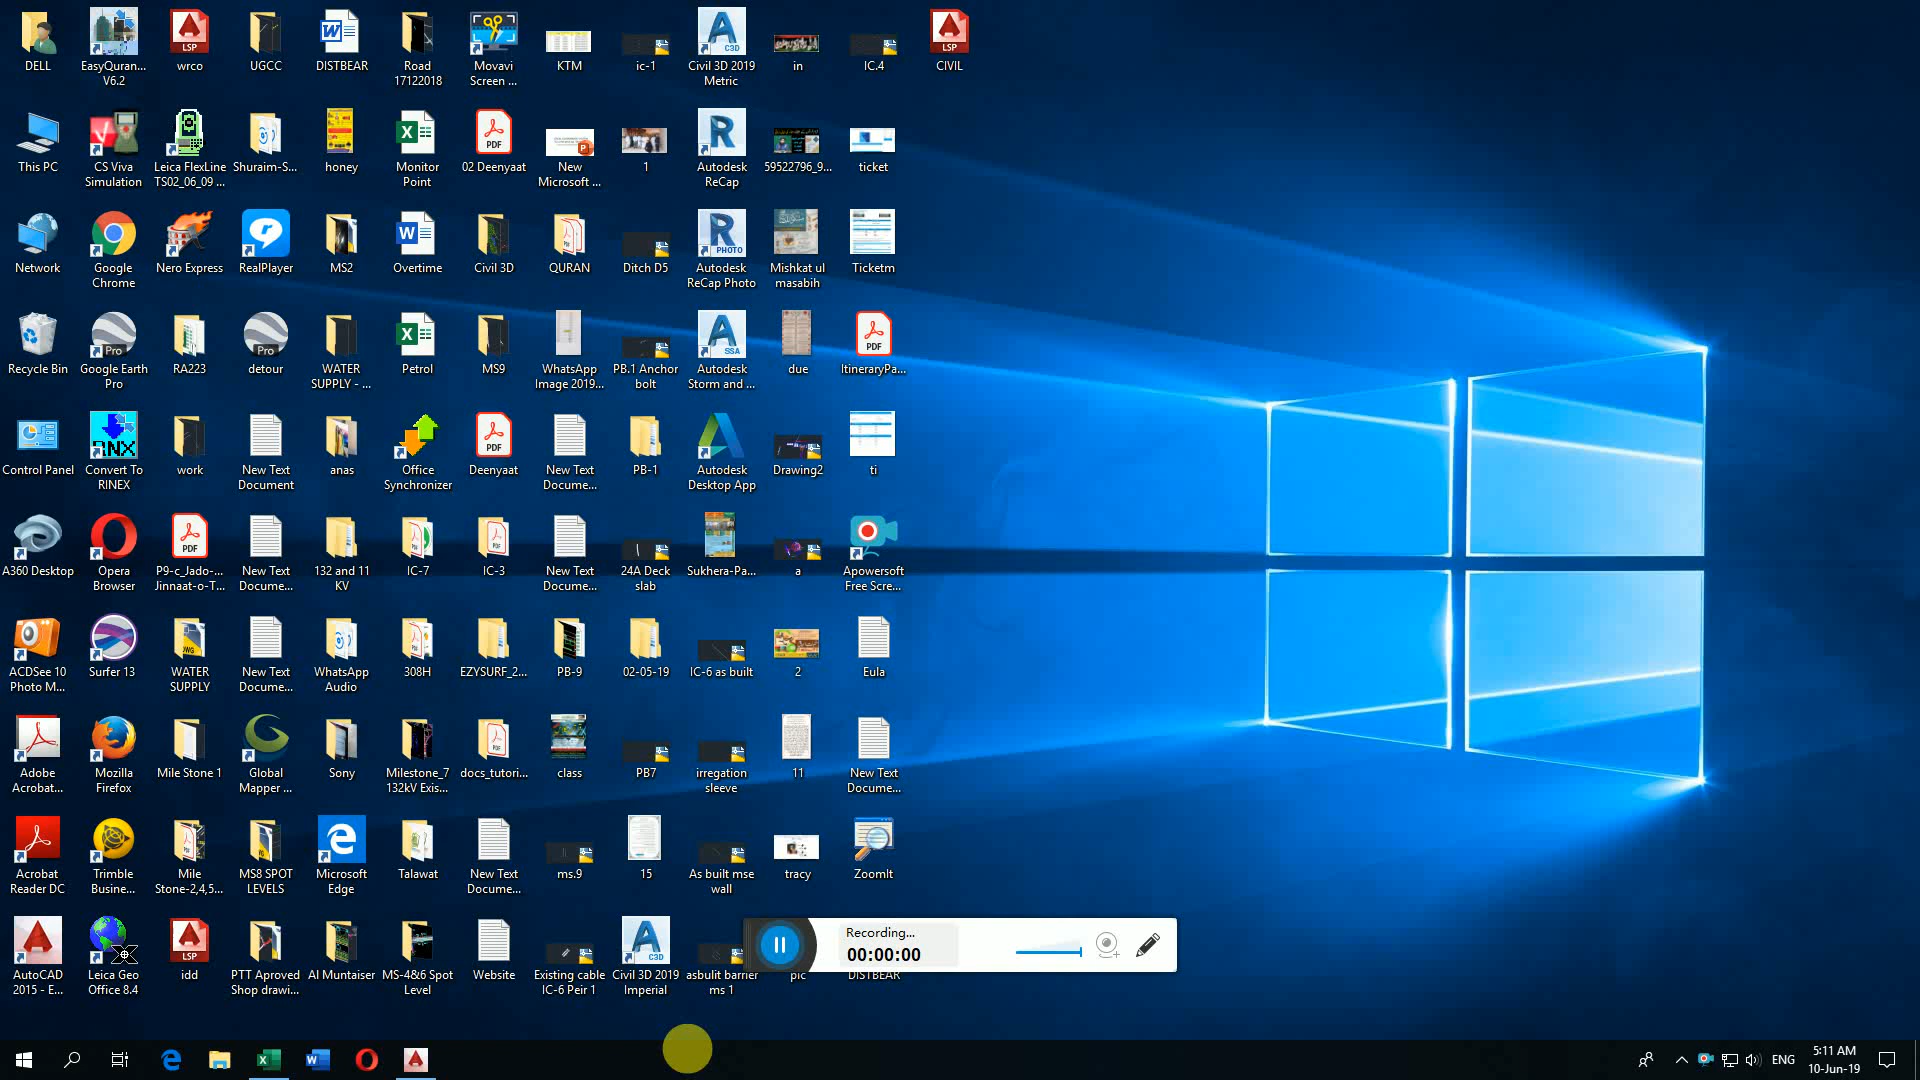 DELL
EasyQuran...
V6.2
wrco
UGCC
DISTBEAR
Road
17122018
Movavi
Screen ...
KTM
ic-1
Civil 3D 2019
Metric
in
IC.4
CIVIL
This PC
CS Viva
Simulation
Leica FlexLine
TS02_06_09 ...
Shuraim-S...
honey
Monitor
Point
02 Deenyaat
New
Microsoft ...
1
Autodesk
ReCap
59522796_9...
ticket
Network
Google
Chrome
Nero Express
RealPlayer
MS2
Overtime
Civil 3D
QURAN
Ditch D5
Autodesk
ReCap Photo
Mishkat ul
masabih
Ticketm
Recycle Bin
Google Earth
Pro
RA223
detour
WATER
SUPPLY - ...
Petrol
MS9
WhatsApp
Image 2019...
PB.1 Anchor
bolt
Autodesk
Storm and ...
due
ItineraryPa...
Control Panel
Convert To
RINEX
work
New Text
Document
anas
Office
Synchronizer
Deenyaat
New Text
Docume...
PB-1
Autodesk
Desktop App
Drawing2
ti
A360 Desktop
Opera
Browser
P9-c_Jado-...
Jinnaat-o-T...
New Text
Docume...
132 and 11
KV
IC-7
IC-3
New Text
Docume...
24A Deck
slab
Sukhera-Pa...
a
Apowersoft
Free Scre...
ACDSee 10
Photo M...
Surfer 13
WATER
SUPPLY
New Text
Docume...
WhatsApp
Audio
308H
EZYSURF_2...
PB-9
02-05-19
IC-6 as built
2
Eula
Adobe
Acrobat...
Mozilla
Firefox
Mile Stone 1
Global
Mapper ...
Sony
Milestone_7
132kV Exis...
docs_tutori...
class
PB7
irregation
sleeve
11
New Text
Docume...
Acrobat
Reader DC
Trimble
Busine...
Mile
Stone-2,4,5...
MS8 SPOT
LEVELS
Microsoft
Edge
Talawat
New Text
Docume...
ms.9
15
As built mse
wall
tracy
ZoomIt
AutoCAD
2015 - E...
Leica Geo
Office 8.4
idd
PTT Aproved
Shop drawi...
Al Muntaiser
MS-4&6 Spot
Level
Website
Existing cable
IC-6 Peir 1
Civil 3D 2019
Imperial
asbulit barrier
ms 1
pic
DISTBEAR
Recording...
00:00:00
ENG
5:11 AM
10-Jun-19